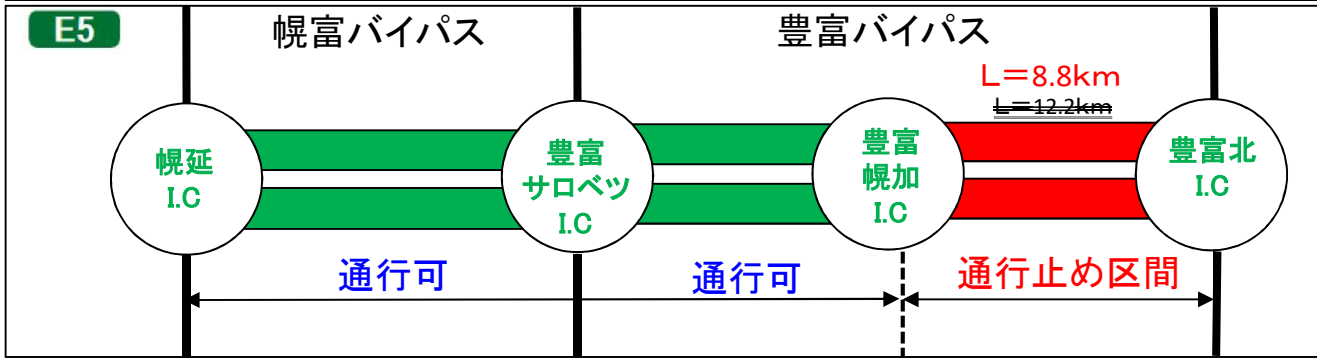 E5
幌富バイパス
豊富バイパス
L=8.8km
L=12.2km
幌延
I.C
豊富
サロベツ
I.C
豊富
幌加
I.C
豊富北
I.C
通行可
通行可
通行止め区間